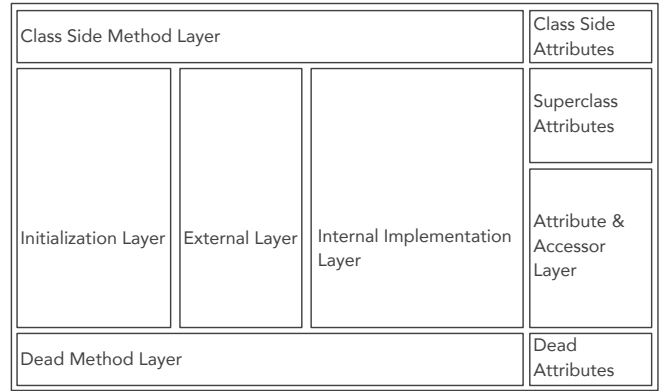 Class Side Method Layer
Class Side
Attributes
Superclass
Attributes
Initialization Layer
External Layer
Internal Implementation
Layer
Attribute &
Accessor
Layer
Dead Method Layer
Dead
Attributes